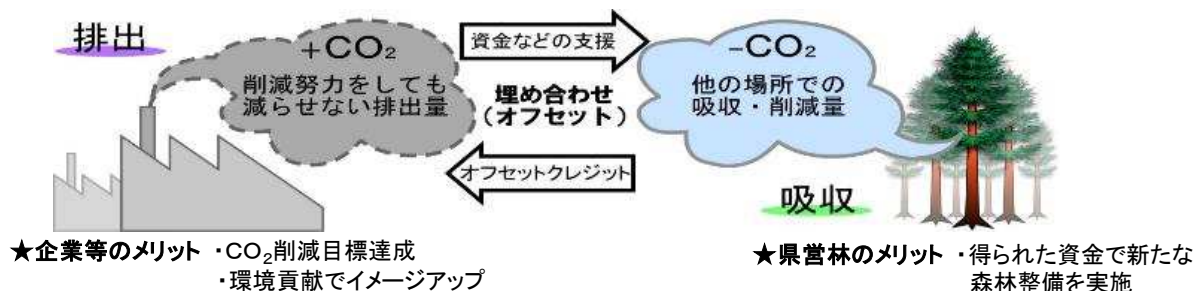 排出
+CO₂
削減努力をしても
減らせない排出量
資金などの支援
埋め合わせ
(オフセット)
オフセットクレジット
-CO₂
他の場所での
吸収・削減量
吸収
★企業等のメリット ・CO₂削減目標達成
・環境貢献でイメージアップ
★県営林のメリット ・得られた資金で新たな
森林整備を実施